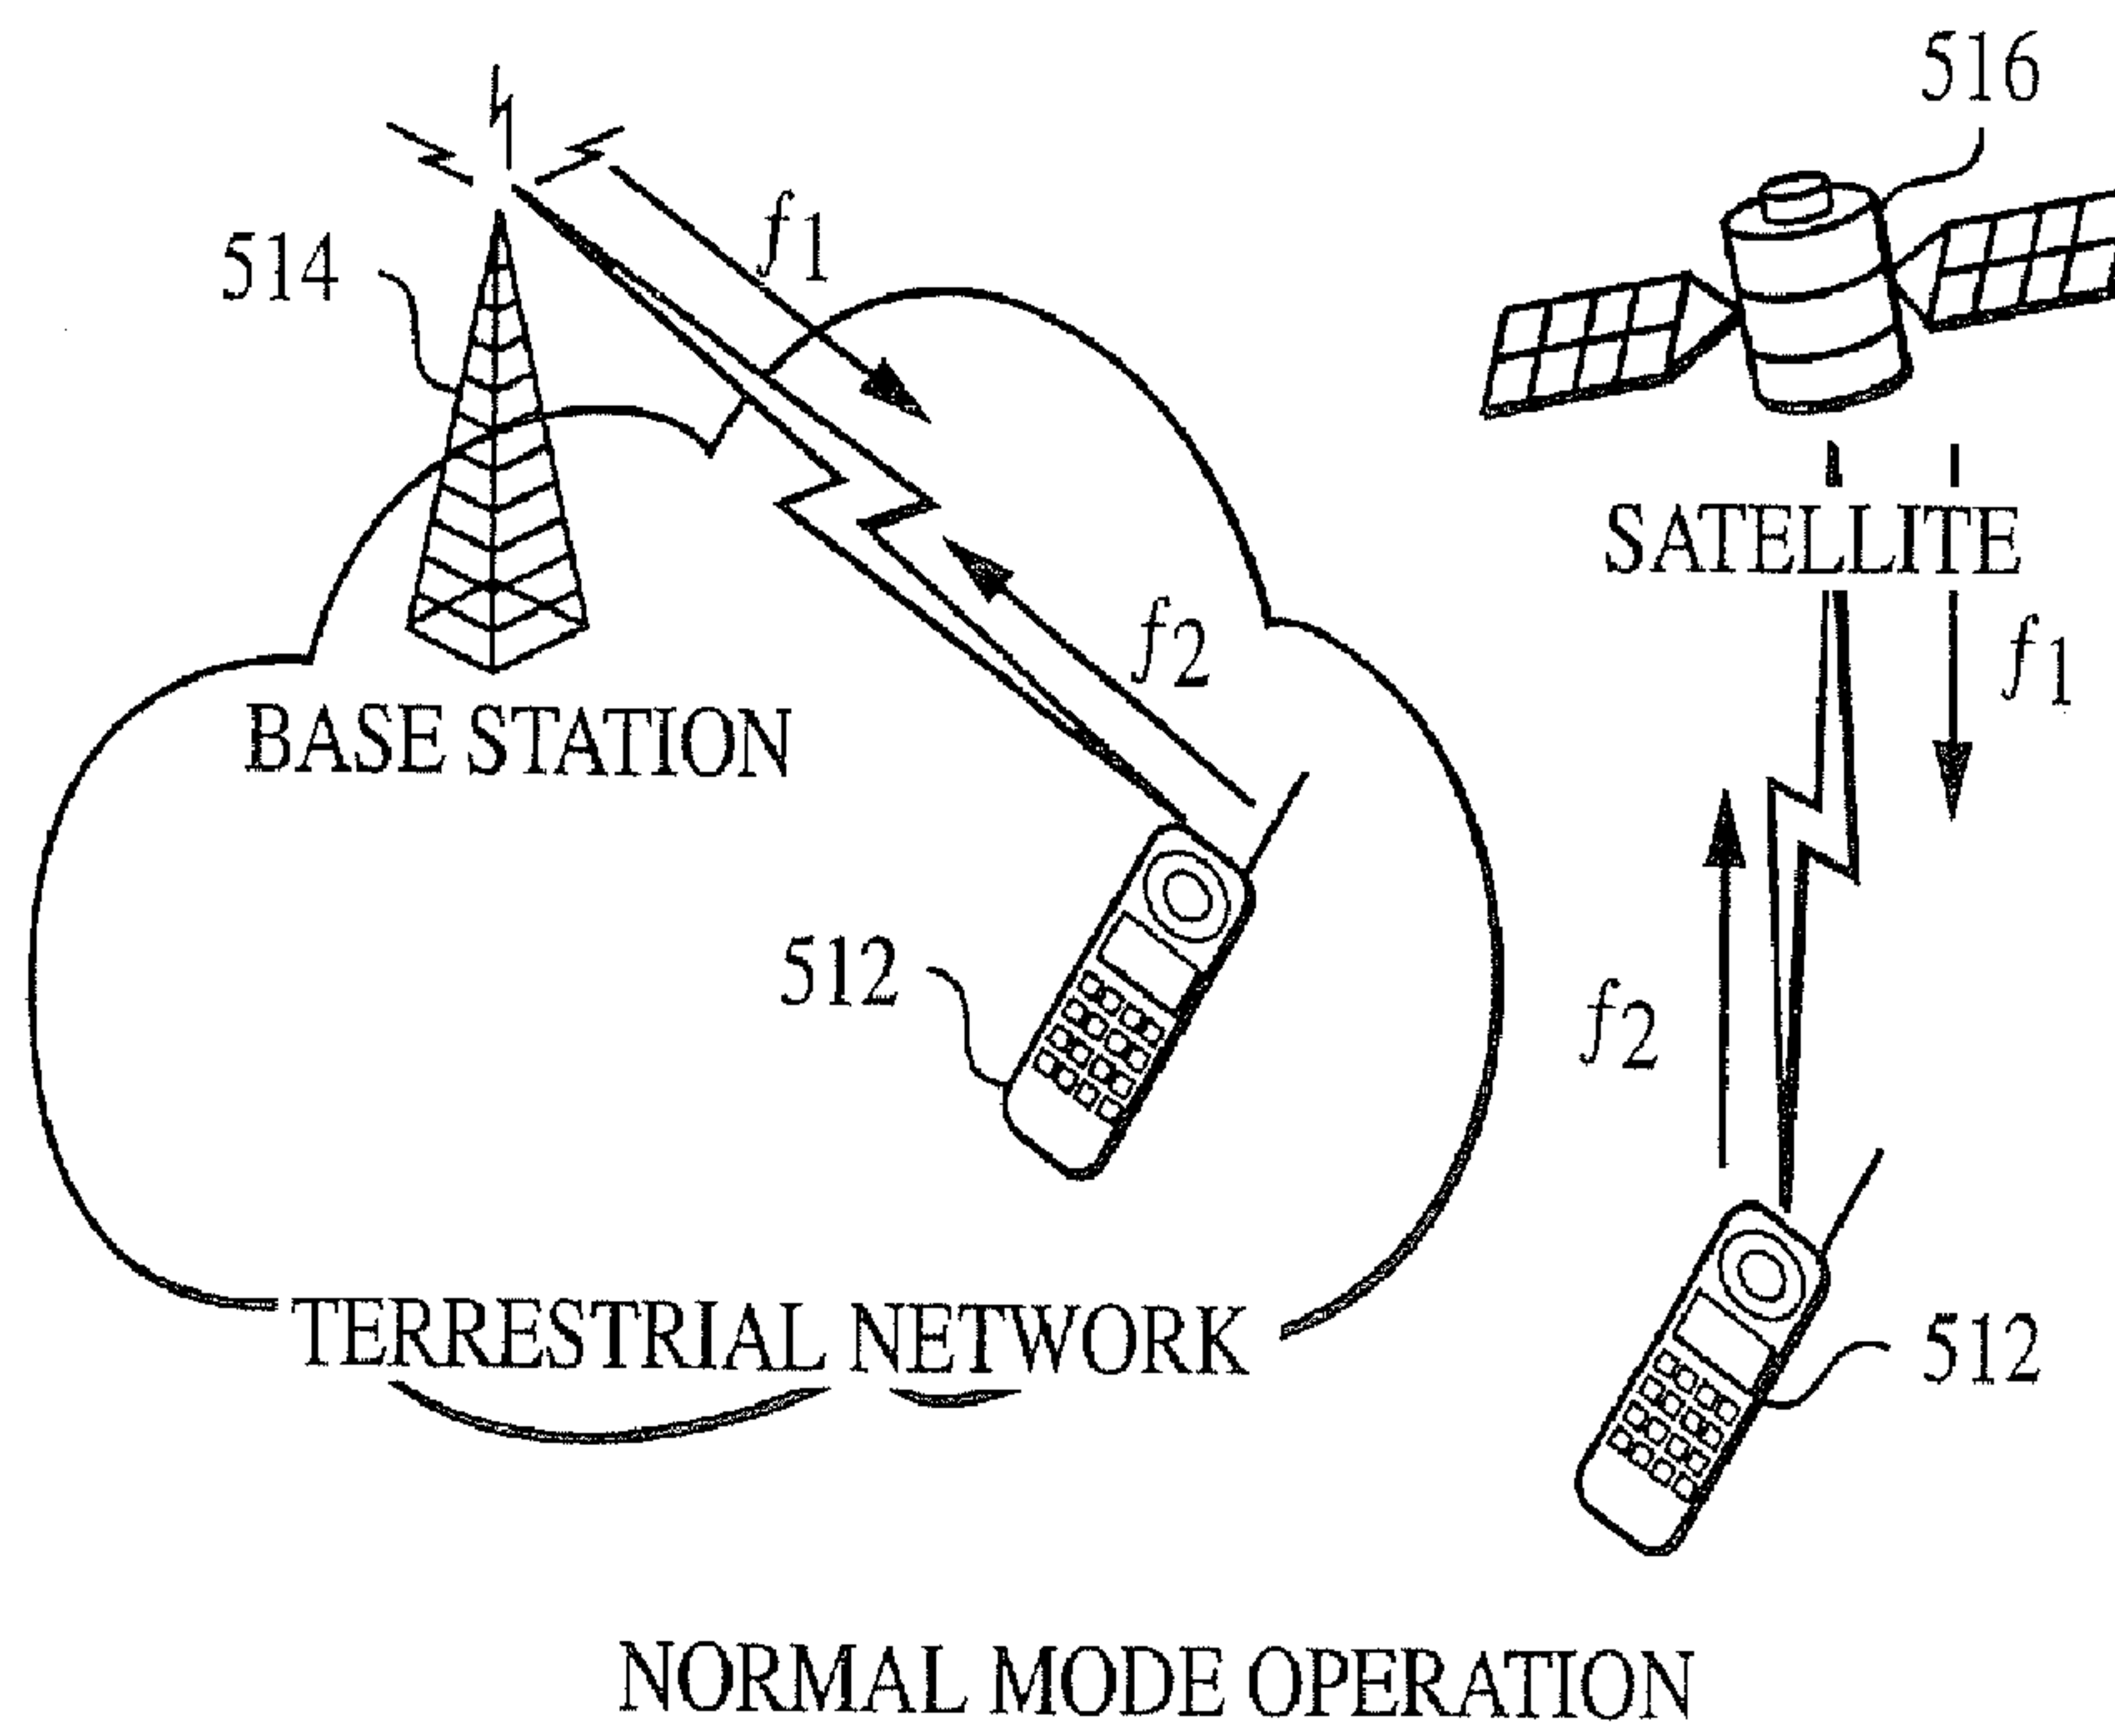 516
f1
514
SATELLITE
f2
f1
BASE STATION
512
f2
TERRESTRIAL NETWORK
512
NORMAL MODE OPERATION